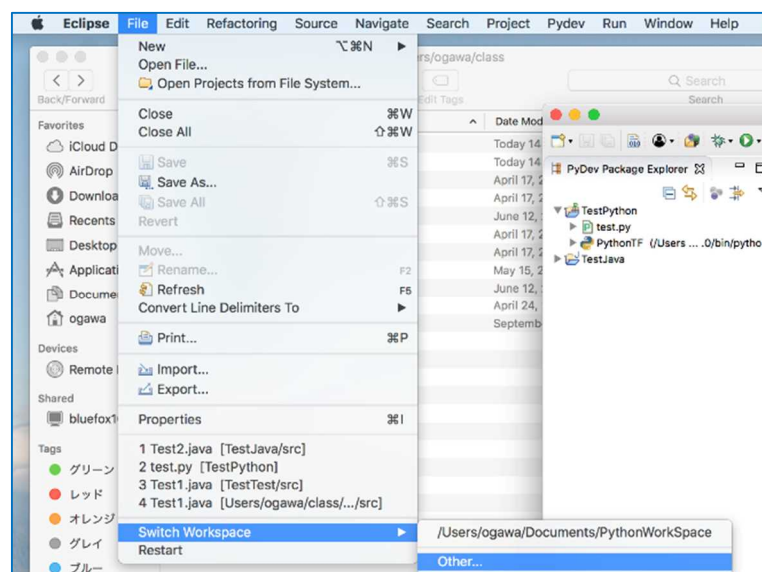 Eclipse File Edit Refactoring Source Navigate Search Project Pydev Run Window Help
New ⌥⌘N ▶
Open File...
Open Projects from File System...
Close ⌘W
Close All ⇧⌘W
Save ⌘S
Save As...
Save All ⇧⌘S
Revert
Move...
Rename... F2
Refresh F5
Convert Line Delimiters To ▶
Print... ⌘P
Import...
Export...
Properties ⌘I
1 Test2.java [TestJava/src]
2 test.py [TestPython]
3 Test1.java [TestTest/src]
4 Test1.java [Users/ogawa/class/.../src]
Switch Workspace ▶
Restart
/Users/ogawa/Documents/PythonWorkSpace
Other...
Back/Forward
Favorites
iCloud D
AirDrop
Downloa
Recents
Desktop
Applicati
Docume
ogawa
Devices
Remote
Shared
bluefox1
Tags
グリーン
レッド
オレンジ
グレイ
ブルー
rs/ogawa/class
Search
Edit Tags
Search
Date Mod
Today 14
Today 14
April 17, 2
April 17, 2
June 12,
April 17, 2
April 17, 2
May 15, 2
June 12,
April 24,
Septemb
PyDev Package Explorer
TestPython
test.py
PythonTF (/Users ... .0/bin/pytho
TestJava